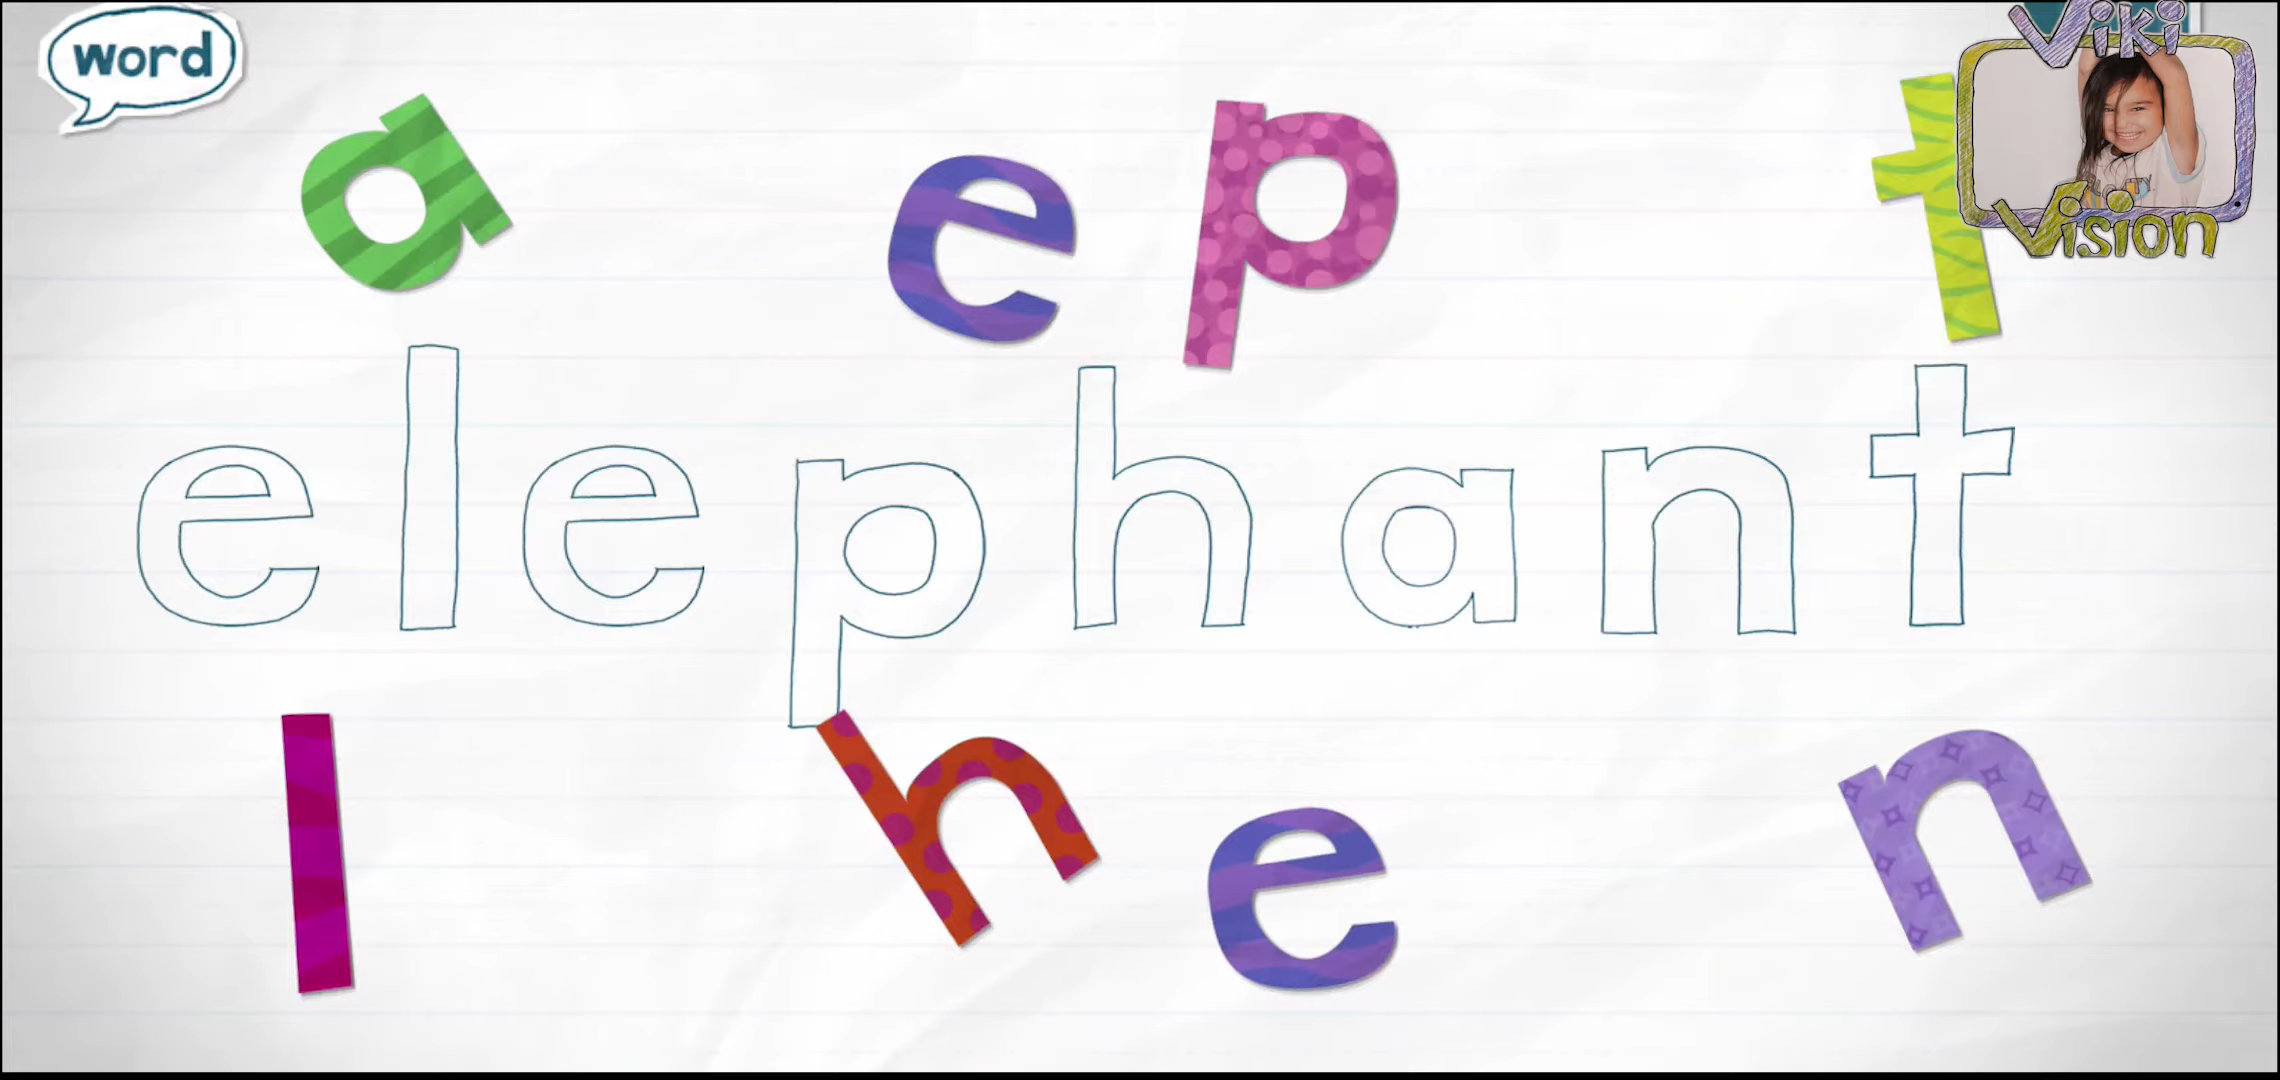 word
Viki
Vision
a e p t
elephant
l h e n